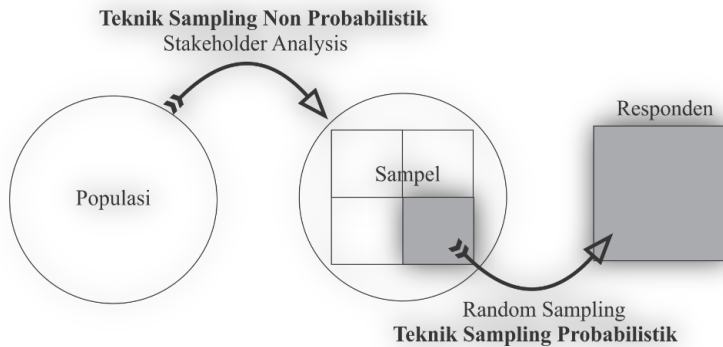 Teknik Sampling Non Probabilistik
Stakeholder Analysis
Populasi
Sampel
Responden
Random Sampling
Teknik Sampling Probabilistik